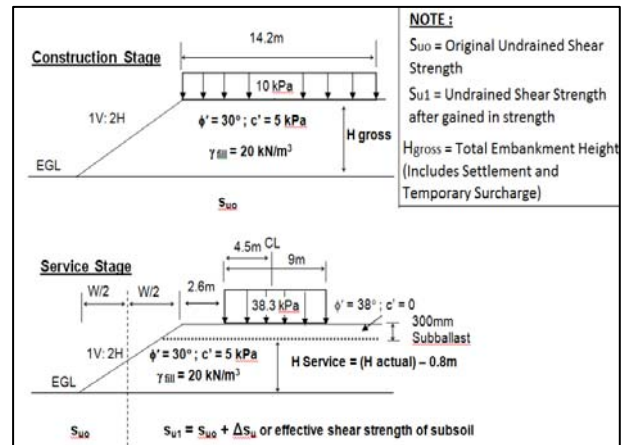 Construction Stage
14.2m
10 kPa
1V: 2H
ϕ' = 30° ; c' = 5 kPa
γfill = 20 kN/m³
H gross
EGL
suo
NOTE :
Suo = Original Undrained Shear
Strength
Su1 = Undrained Shear Strength
after gained in strength
Hgross = Total Embankment Height
(Includes Settlement and
Temporary Surcharge)
Service Stage
4.5m CL
9m
W/2 W/2 2.6m
38.3 kPa
ϕ' = 38° ; c' = 0
300mm
Subballast
1V: 2H
ϕ' = 30° ; c' = 5 kPa
γfill = 20 kN/m³
H Service = (H actual) – 0.8m
EGL
suo
su1 = suo + Δsu or effective shear strength of subsoil